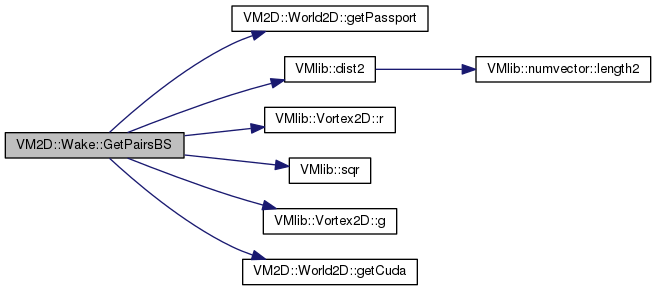 VM2D::World2D::getPassport
VMlib::dist2
VMlib::numvector::length2
VMlib::Vortex2D::r
VM2D::Wake::GetPairsBS
VMlib::sqr
VMlib::Vortex2D::g
VM2D::World2D::getCuda